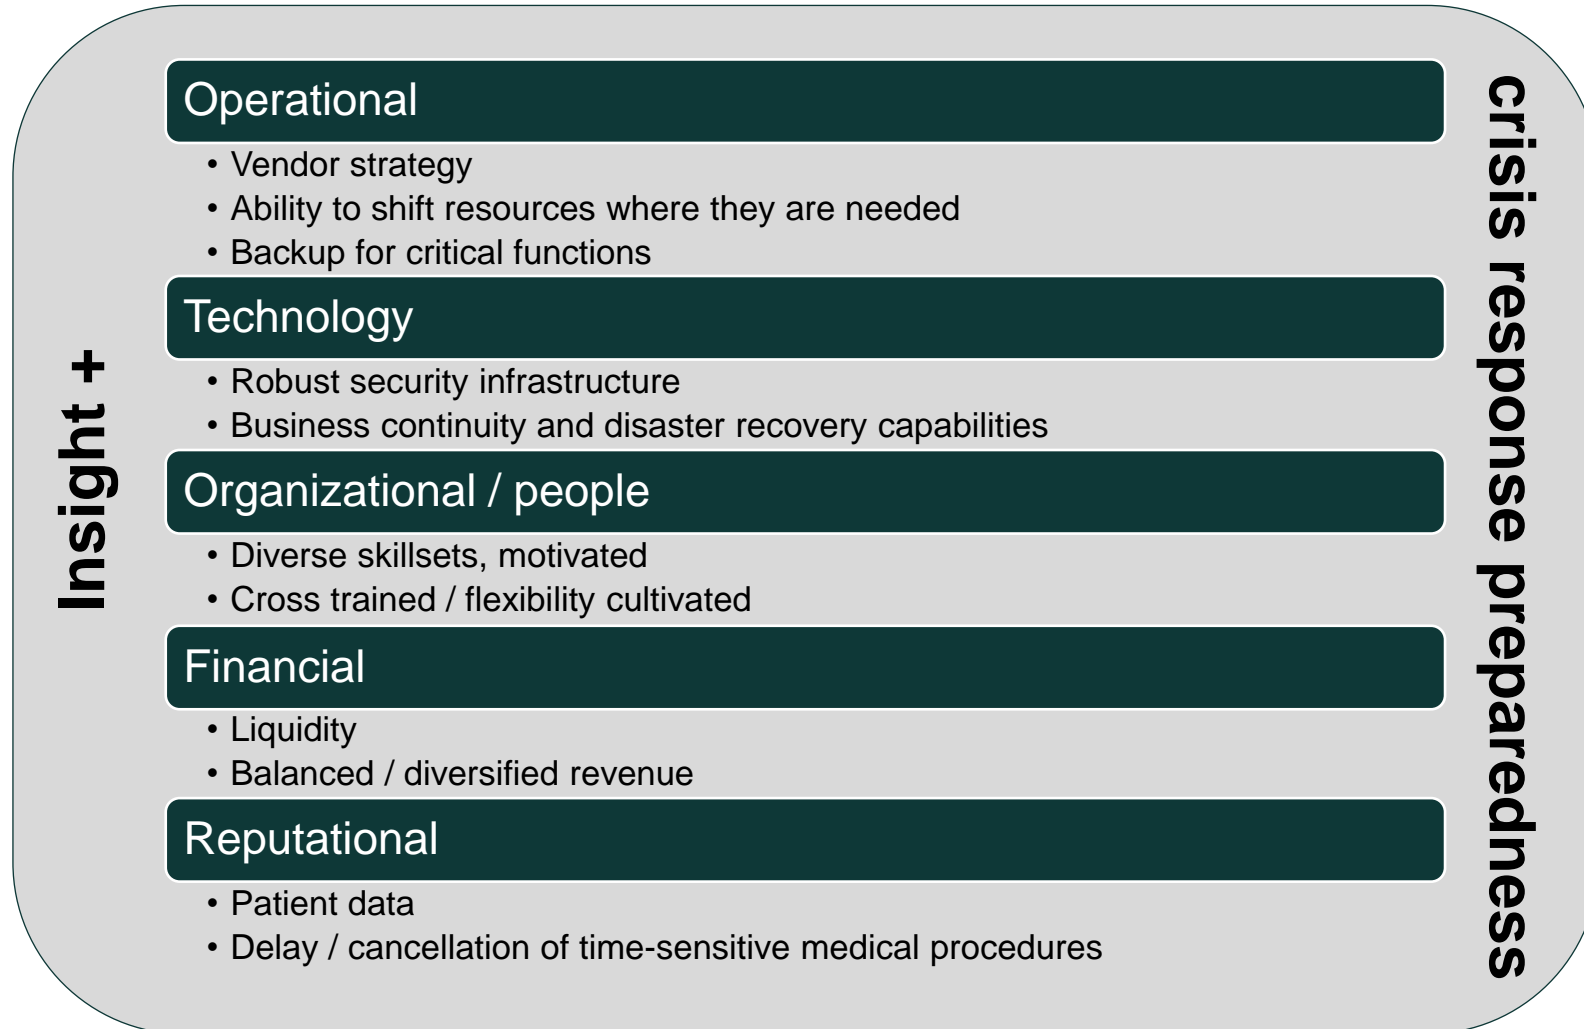 Insight +
Operational
• Vendor strategy
• Ability to shift resources where they are needed
• Backup for critical functions
Technology
• Robust security infrastructure
• Business continuity and disaster recovery capabilities
Organizational / people
• Diverse skillsets, motivated
• Cross trained / flexibility cultivated
Financial
• Liquidity
• Balanced / diversified revenue
Reputational
• Patient data
• Delay / cancellation of time-sensitive medical procedures
crisis response preparedness